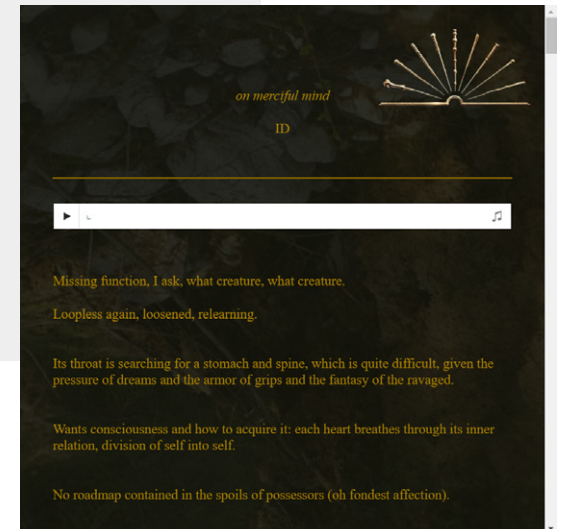 on merciful mind
ID
Missing function, I ask, what creature, what creature.
Loopless again, loosened, relearning.
Its throat is searching for a stomach and spine, which is quite difficult, given the
pressure of dreams and the armor of grips and the fantasy of the ravaged.
Wants consciousness and how to acquire it: each heart breathes through its inner
relation, division of self into self.
No roadmap contained in the spoils of possessors (oh fondest affection).